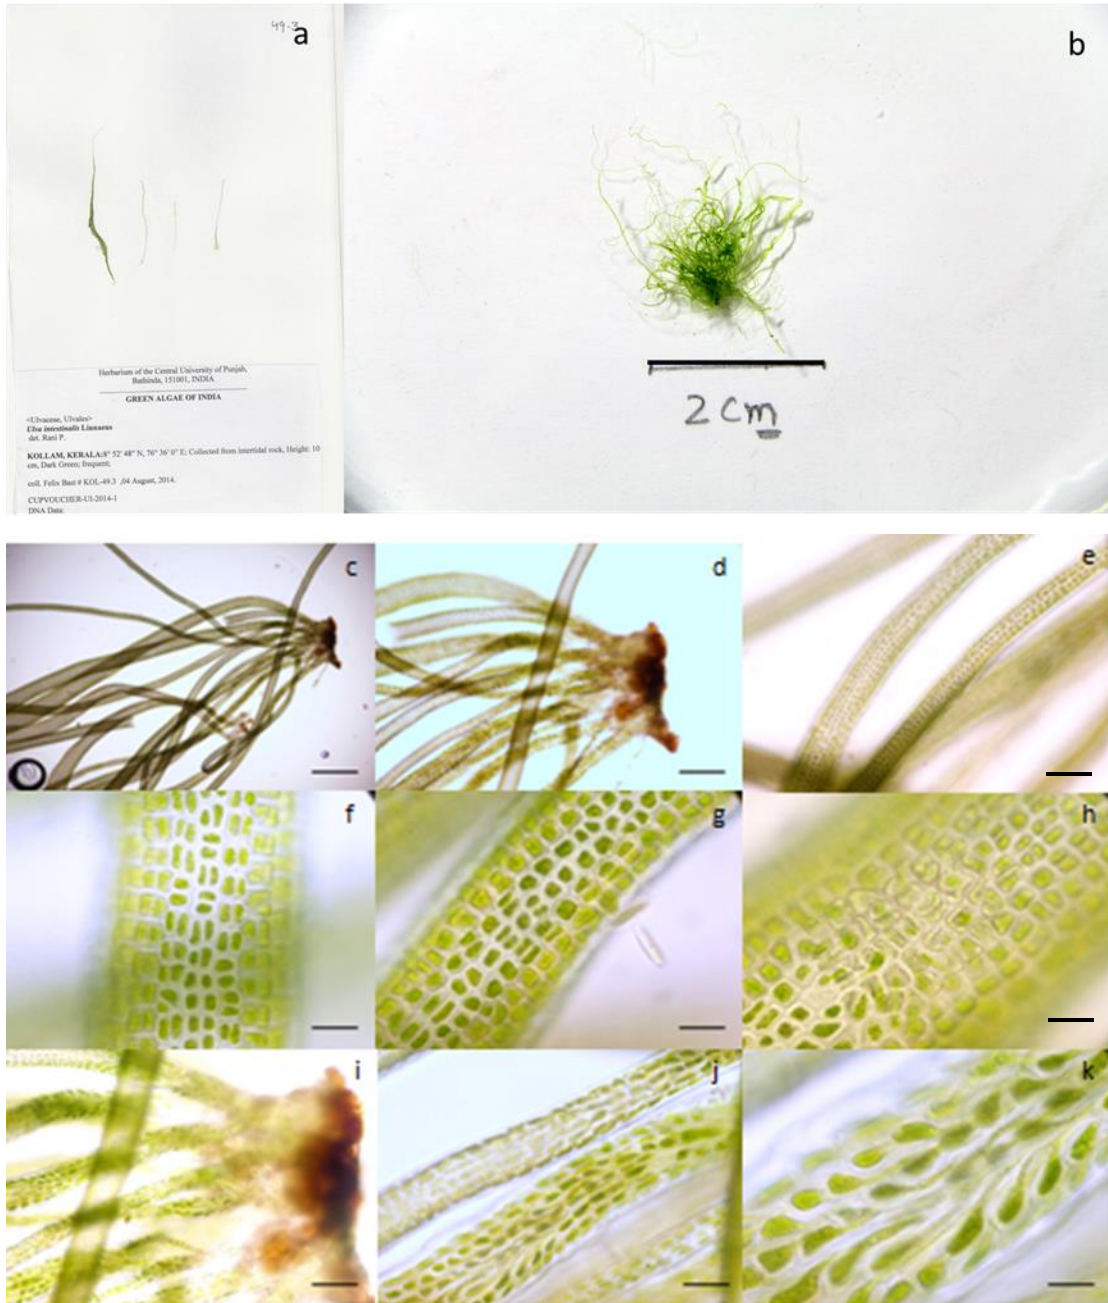 49-3
a
b
Herbarium of the Central University of Punjab,
Bathinda, 151001, INDIA
GREEN ALGAE OF INDIA
<Ulvaceae, Ulvales>
Ulva intestinalis Linnaeus
det. Rani P.
KOLLAM, KERALA:8° 52' 48" N, 76° 36' 0" E; Collected from intertidal rock, Height: 10
cm, Dark Green; frequent;
coll. Felix Bast # KOL-49.3 ,04 August, 2014.
CUPVOUCHER-UI-2014-1
DNA Data:
2 cm
c
d
e
f
g
h
i
j
k